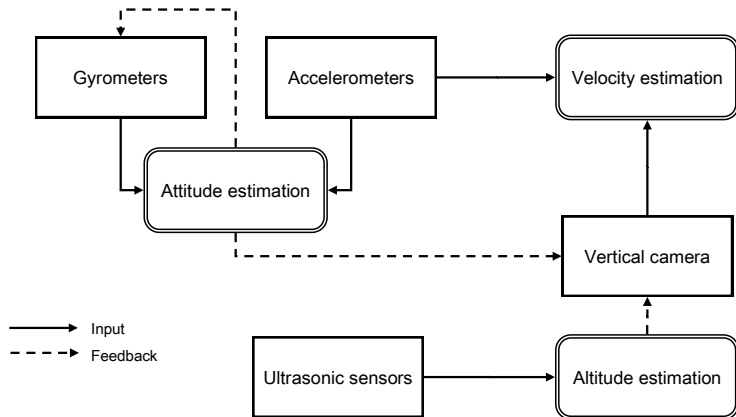 Gyrometers
Accelerometers
Velocity estimation
Attitude estimation
Vertical camera
Input
Feedback
Ultrasonic sensors
Altitude estimation